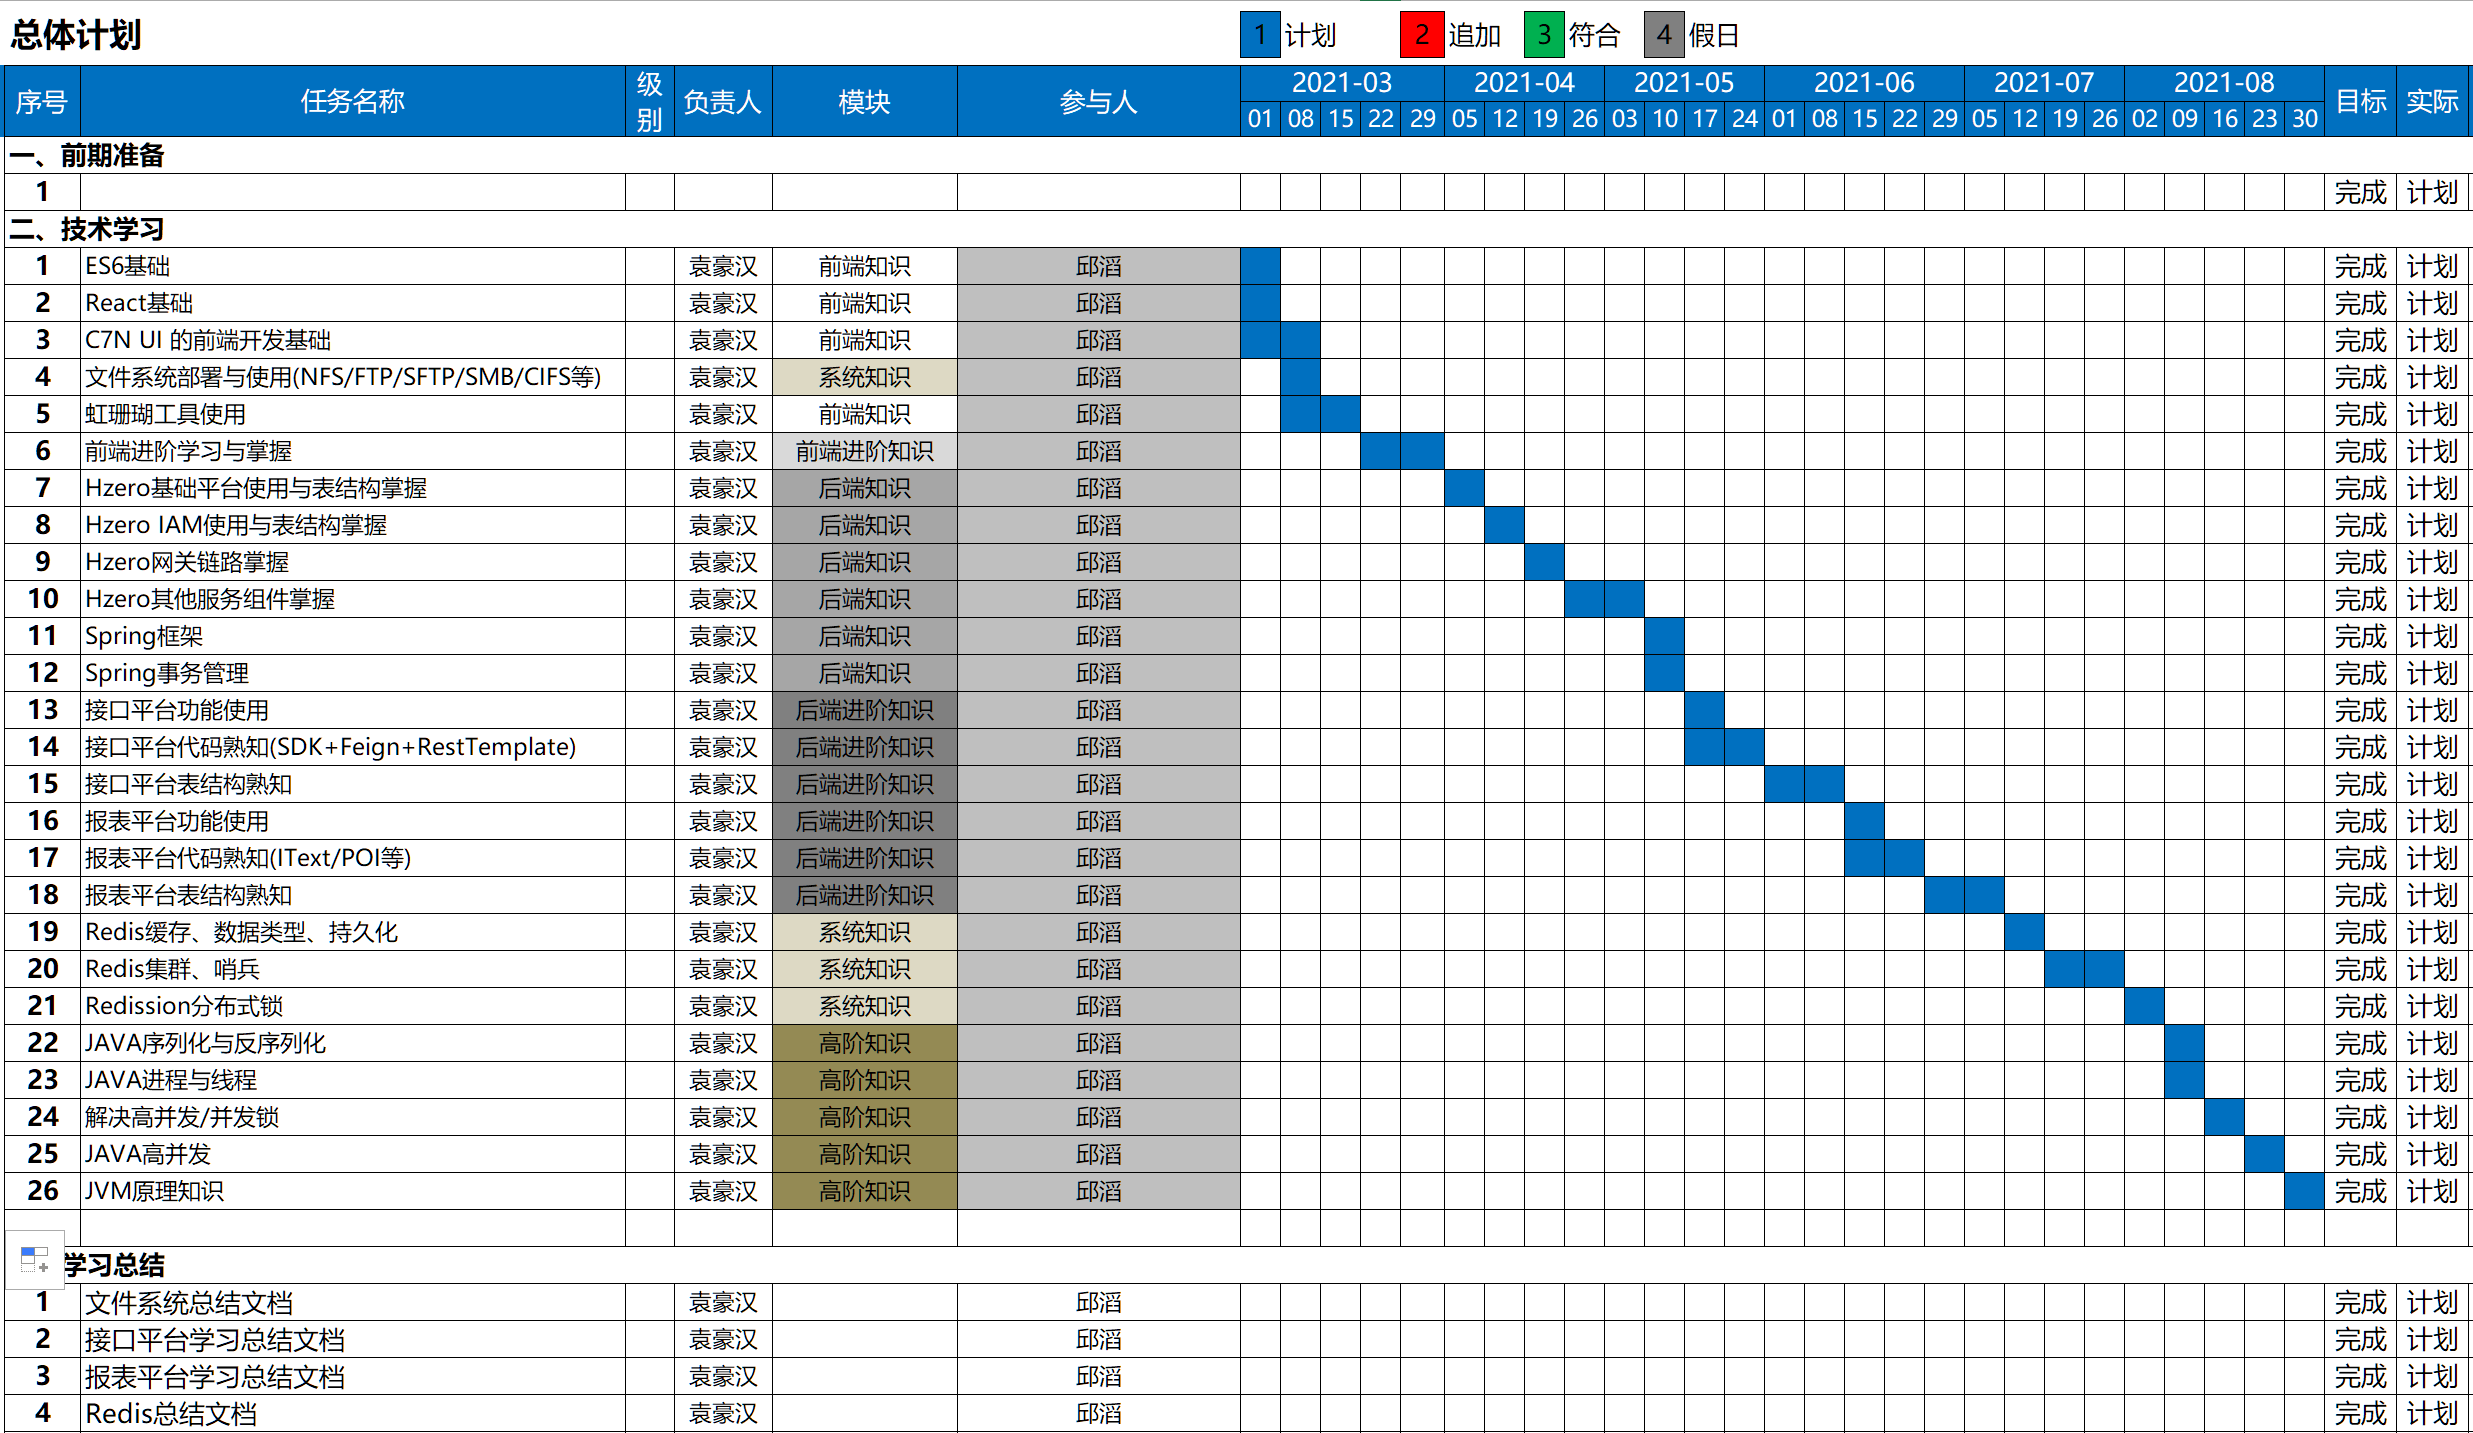 总体计划 1 计划 2 追加 3 符合 4 假日
序号 任务名称 级别 负责人 模块 参与人 2021-03 2021-04 2021-05 2021-06 2021-07 2021-08 目标 实际
01 08 15 22 29 05 12 19 26 03 10 17 24 01 08 15 22 29 05 12 19 26 02 09 16 23 30
一、前期准备
1 完成 计划
二、技术学习
1 ES6基础 袁豪汉 前端知识 邱滔 完成 计划
2 React基础 袁豪汉 前端知识 邱滔 完成 计划
3 C7N UI 的前端开发基础 袁豪汉 前端知识 邱滔 完成 计划
4 文件系统部署与使用(NFS/FTP/SFTP/SMB/CIFS等) 袁豪汉 系统知识 邱滔 完成 计划
5 虹珊瑚工具使用 袁豪汉 前端知识 邱滔 完成 计划
6 前端进阶学习与掌握 袁豪汉 前端进阶知识 邱滔 完成 计划
7 Hzero基础平台使用与表结构掌握 袁豪汉 后端知识 邱滔 完成 计划
8 Hzero IAM使用与表结构掌握 袁豪汉 后端知识 邱滔 完成 计划
9 Hzero网关链路掌握 袁豪汉 后端知识 邱滔 完成 计划
10 Hzero其他服务组件掌握 袁豪汉 后端知识 邱滔 完成 计划
11 Spring框架 袁豪汉 后端知识 邱滔 完成 计划
12 Spring事务管理 袁豪汉 后端知识 邱滔 完成 计划
13 接口平台功能使用 袁豪汉 后端进阶知识 邱滔 完成 计划
14 接口平台代码熟知(SDK+Feign+RestTemplate) 袁豪汉 后端进阶知识 邱滔 完成 计划
15 接口平台表结构熟知 袁豪汉 后端进阶知识 邱滔 完成 计划
16 报表平台功能使用 袁豪汉 后端进阶知识 邱滔 完成 计划
17 报表平台代码熟知(IText/POI等) 袁豪汉 后端进阶知识 邱滔 完成 计划
18 报表平台表结构熟知 袁豪汉 后端进阶知识 邱滔 完成 计划
19 Redis缓存、数据类型、持久化 袁豪汉 系统知识 邱滔 完成 计划
20 Redis集群、哨兵 袁豪汉 系统知识 邱滔 完成 计划
21 Redission分布式锁 袁豪汉 系统知识 邱滔 完成 计划
22 JAVA序列化与反序列化 袁豪汉 高阶知识 邱滔 完成 计划
23 JAVA进程与线程 袁豪汉 高阶知识 邱滔 完成 计划
24 解决高并发/并发锁 袁豪汉 高阶知识 邱滔 完成 计划
25 JAVA高并发 袁豪汉 高阶知识 邱滔 完成 计划
26 JVM原理知识 袁豪汉 高阶知识 邱滔 完成 计划
学习总结
1 文件系统总结文档 袁豪汉 邱滔 完成 计划
2 接口平台学习总结文档 袁豪汉 邱滔 完成 计划
3 报表平台学习总结文档 袁豪汉 邱滔 完成 计划
4 Redis总结文档 袁豪汉 邱滔 完成 计划